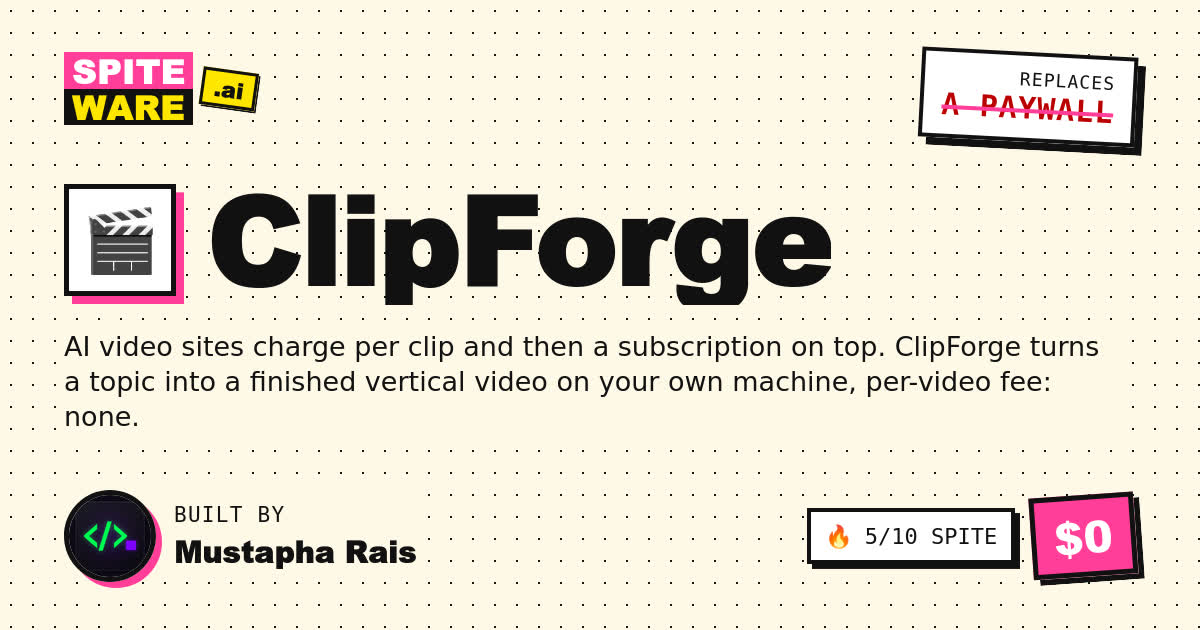 SPITE
WARE
.ai
REPLACES
A PAYWALL
ClipForge
AI video sites charge per clip and then a subscription on top. ClipForge turns
a topic into a finished vertical video on your own machine, per-video fee:
none.
</>
BUILT BY
Mustapha Rais
🔥 5/10 SPITE
$0